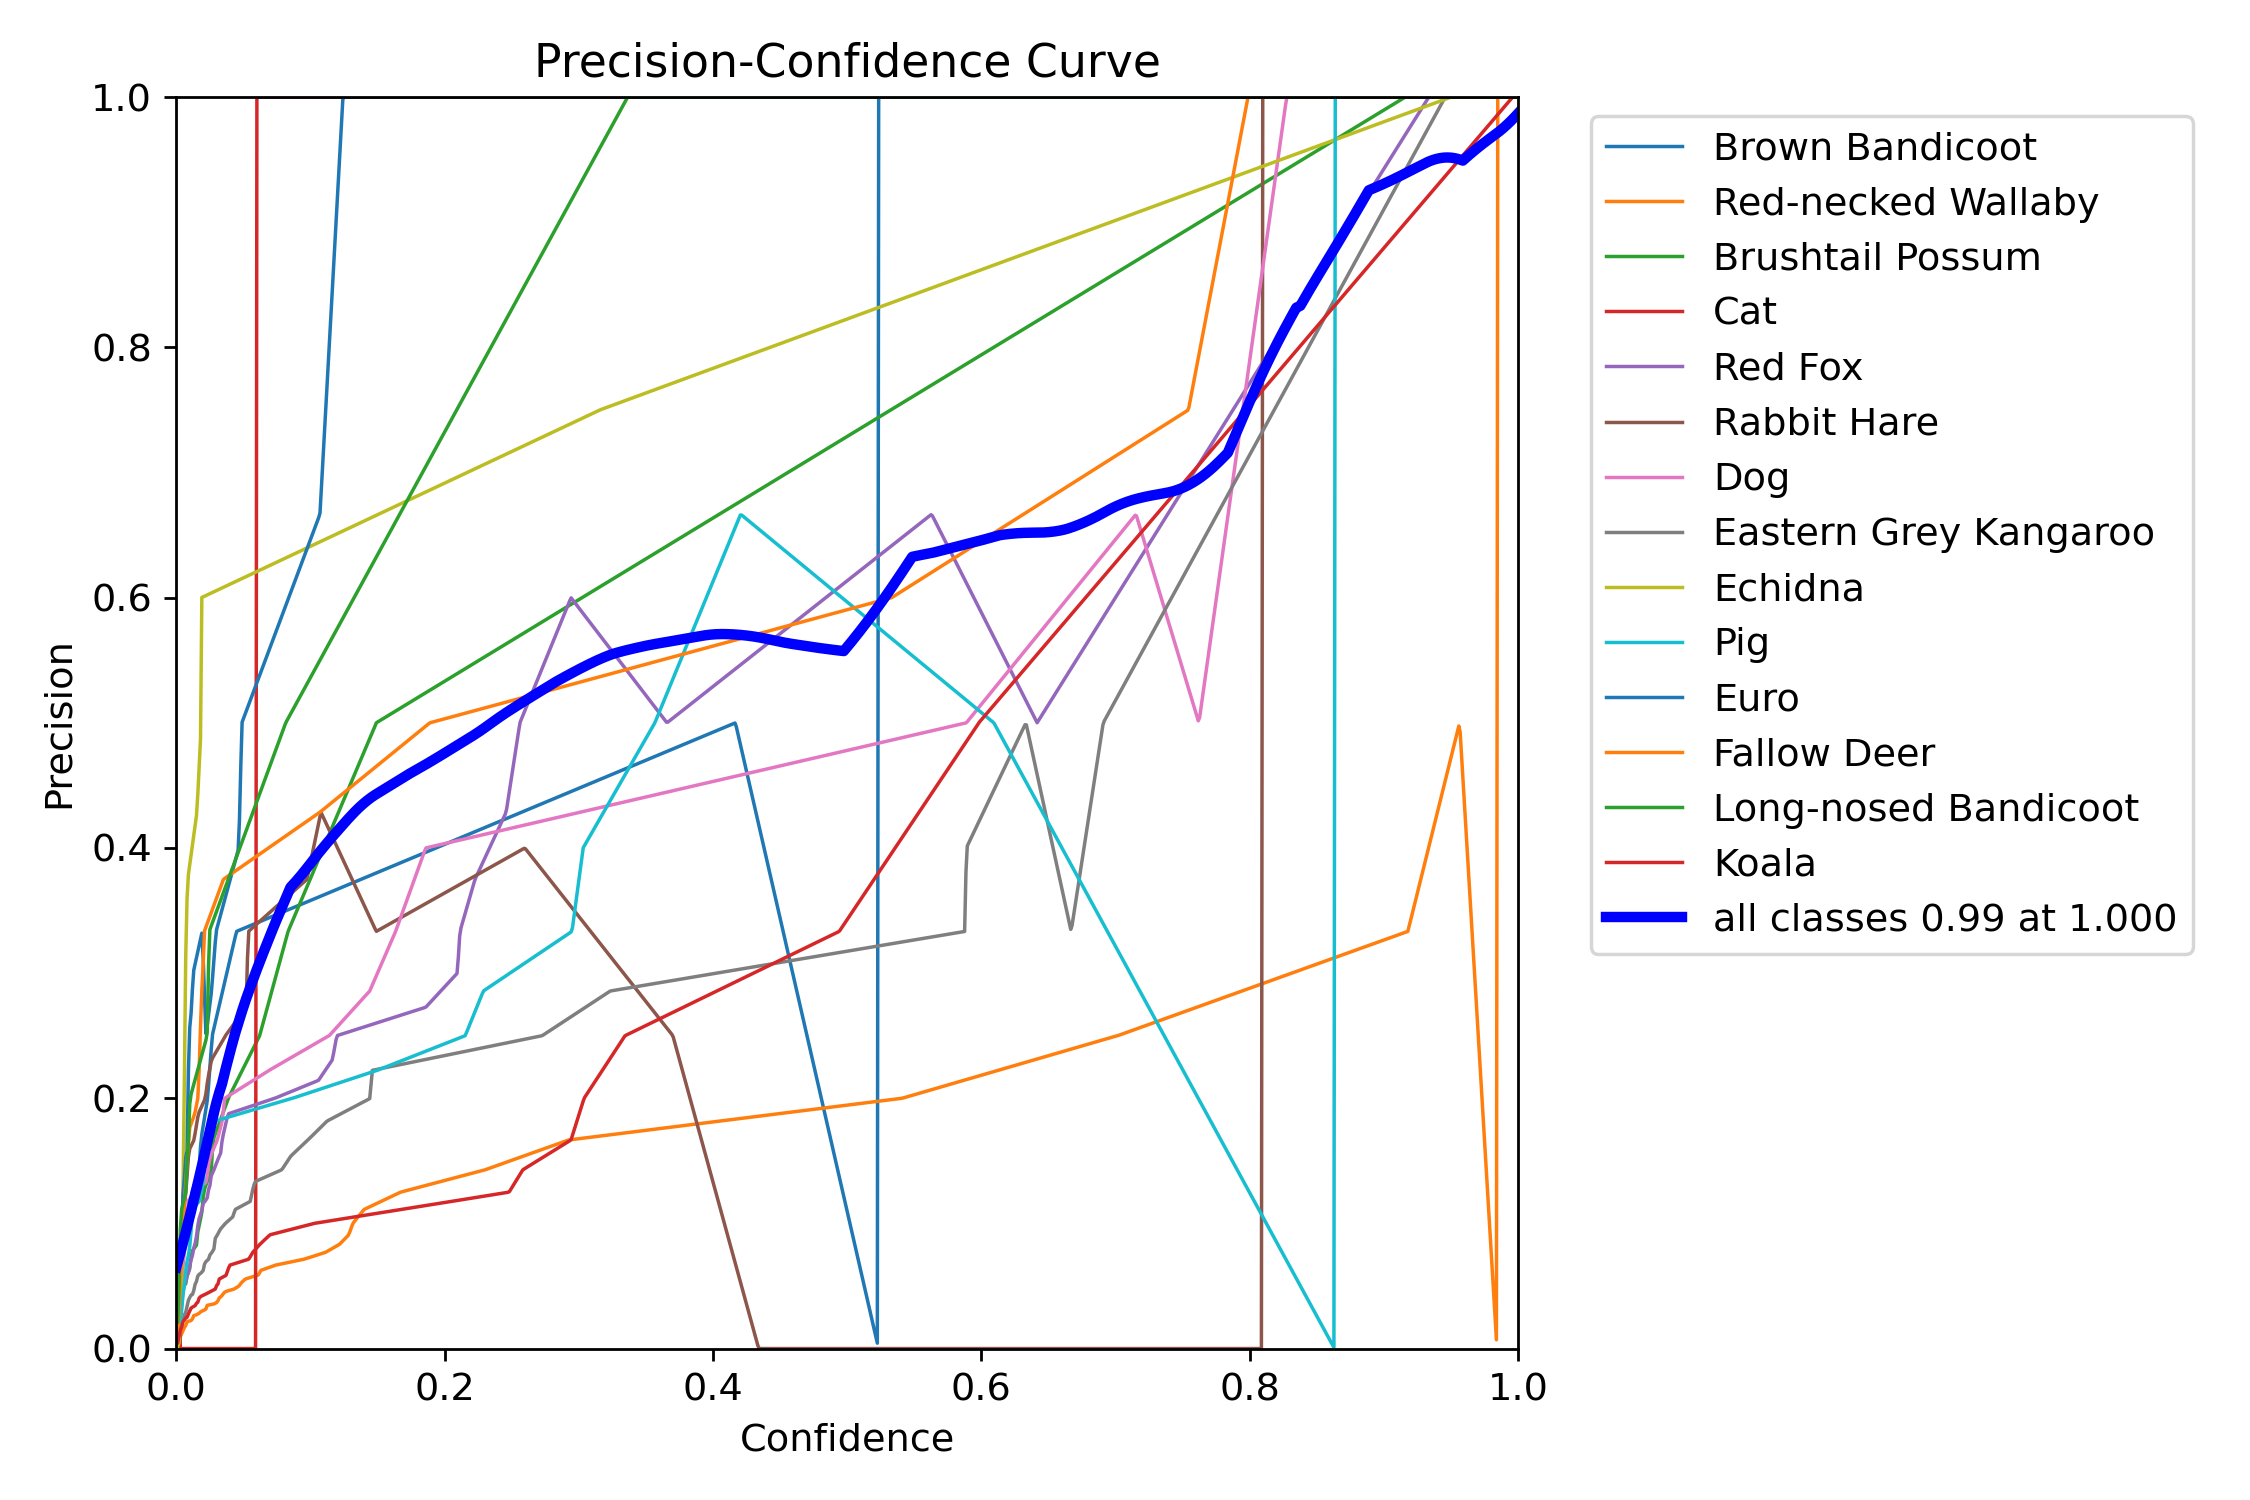 Precision-Confidence Curve
1.0
0.8
0.6
0.4
0.2
0.0
Precision
0.0 0.2 0.4 0.6 0.8 1.0
Confidence
Brown Bandicoot
Red-necked Wallaby
Brushtail Possum
Cat
Red Fox
Rabbit Hare
Dog
Eastern Grey Kangaroo
Echidna
Pig
Euro
Fallow Deer
Long-nosed Bandicoot
Koala
all classes 0.99 at 1.000